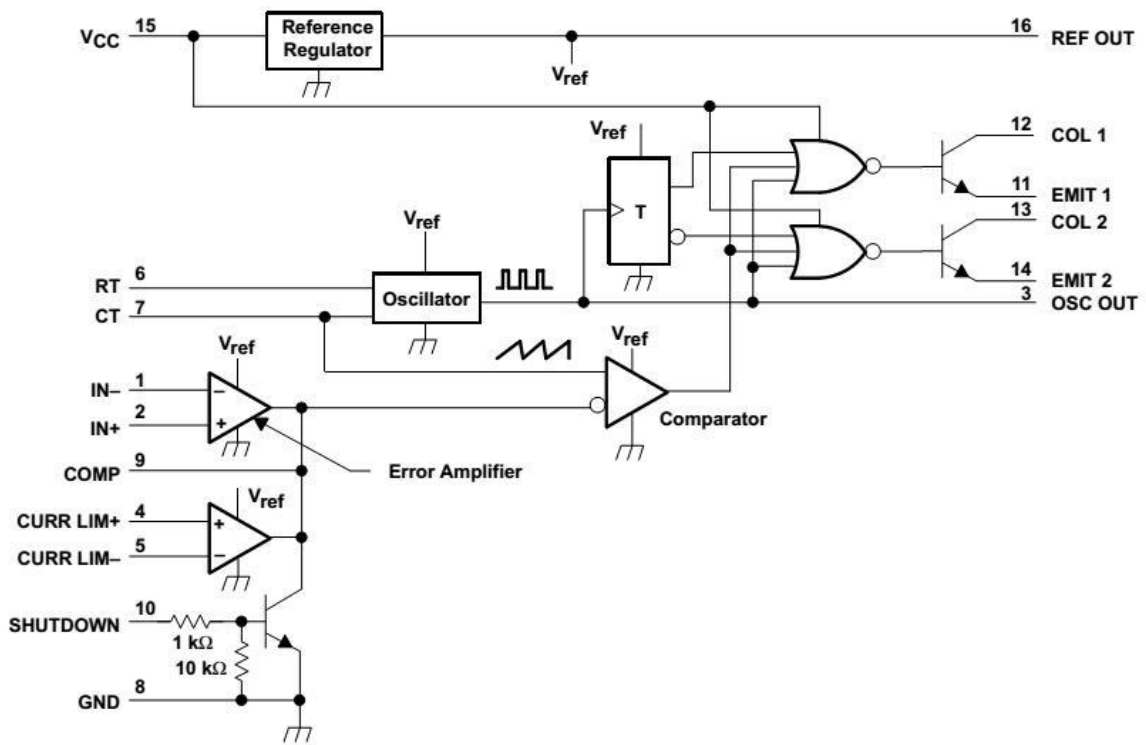 VCC 15
Reference
Regulator
16 REF OUT
Vref
Vref
12 COL 1
11 EMIT 1
T
13 COL 2
14 EMIT 2
Vref
RT 6
Oscillator
3 OSC OUT
CT 7
Vref
Vref
IN– 1
IN+ 2
Comparator
COMP 9
Error Amplifier
Vref
CURR LIM+ 4
CURR LIM– 5
SHUTDOWN 10
1 kΩ
10 kΩ
GND 8